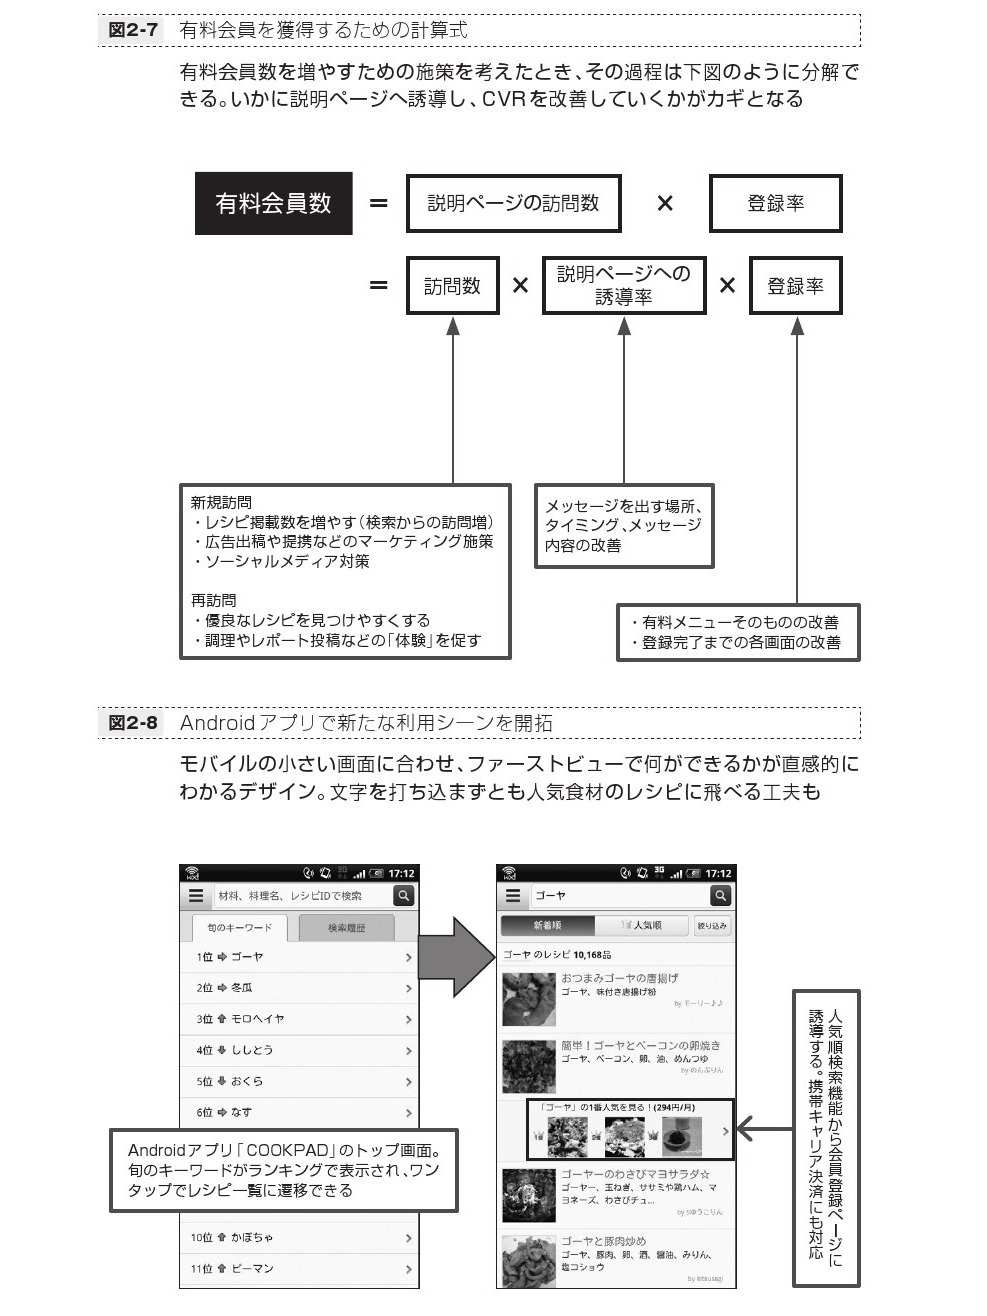 図2-7 有料会員を獲得するための計算式
有料会員数を増やすための施策を考えたとき、その過程は下図のように分解で
きる。いかに説明ページへ誘導し、CVRを改善していくかがカギとなる
有料会員数 = 説明ページの訪問数 × 登録率
= 訪問数 × 説明ページへの
誘導率 × 登録率
新規訪問
・レシピ掲載数を増やす（検索からの訪問増）
・広告出稿や提携などのマーケティング施策
・ソーシャルメディア対策
再訪問
・優良なレシピを見つけやすくする
・調理やレポート投稿などの「体験」を促す
メッセージを出す場所、
タイミング、メッセージ
内容の改善
・有料メニューそのものの改善
・登録完了までの各画面の改善
図2-8 Androidアプリで新たな利用シーンを開拓
モバイルの小さい画面に合わせ、ファーストビューで何ができるかが直感的に
わかるデザイン。文字を打ち込まずとも人気食材のレシピに飛べる工夫も
3G 17:12
材料、料理名、レシピIDで検索
旬のキーワード 検索履歴
1位 ⇨ ゴーヤ
2位 ⇨ 冬瓜
3位 ⇧ モロヘイヤ
4位 ⇩ ししとう
5位 ⇩ おくら
6位 ⇧ なす
Androidアプリ「COOKPAD」のトップ画面。
旬のキーワードがランキングで表示され、ワン
タップでレシピ一覧に遷移できる
10位 ⇧ かぼちゃ
11位 ⇧ ピーマン
3G 17:12
ゴーヤ
新着順 人気順 絞り込み
ゴーヤ のレシピ 10,168品
おつまみゴーヤの唐揚げ
ゴーヤ、味付き唐揚げ粉
by モーリー♪♪
簡単！ゴーヤとベーコンの卵焼き
ゴーヤ、ベーコン、卵、油、めんつゆ
by のんぷりん
「ゴーヤ」の1番人気を見る！(294円/月)
ゴーヤーのわさびマヨサラダ☆
ゴーヤー、玉ねぎ、ササミや鶏ハム、マ
ヨネーズ、わさびチュ…
by ゆうこりん
ゴーヤと豚肉炒め
ゴーヤ、豚肉、卵、酒、醤油、みりん、
塩コショウ
人気順検索機能から会員登録ページに
誘導する。携帯キャリア決済にも対応